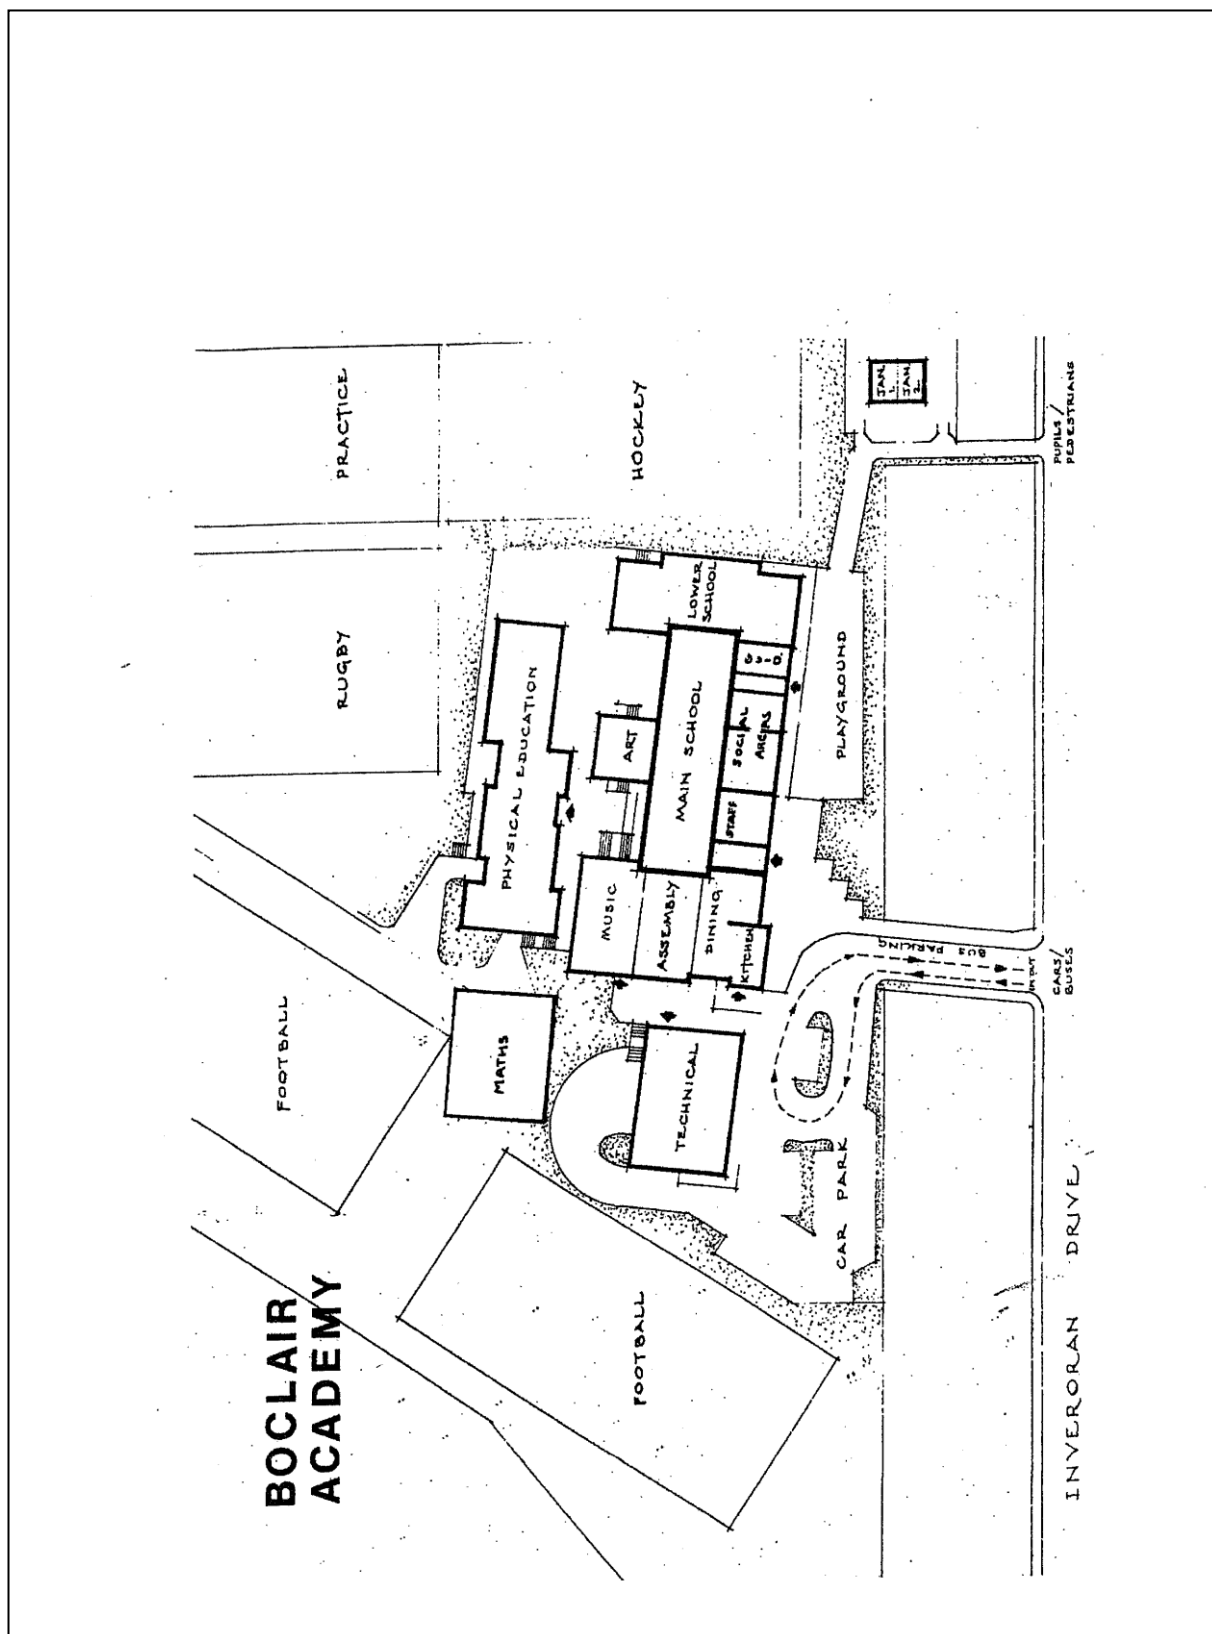 BOCLAIR
ACADEMY
FOOTBALL
RUGBY
PRACTICE
HOCKEY
PHYSICAL EDUCATION
MATHS
MUSIC
ART
LOWER
SCHOOL
ASSEMBLY
MAIN SCHOOL
DINING
KITCHEN
STAFF
SOCIAL
AREAS
TECHNICAL
FOOTBALL
PLAYGROUND
CAR PARK
BUS
PARKING
JAN.
1.
JAN.
2.
IN OUT
CARS/
BUSES
PUPILS/
PEDESTRIANS
INVERORAN DRIVE